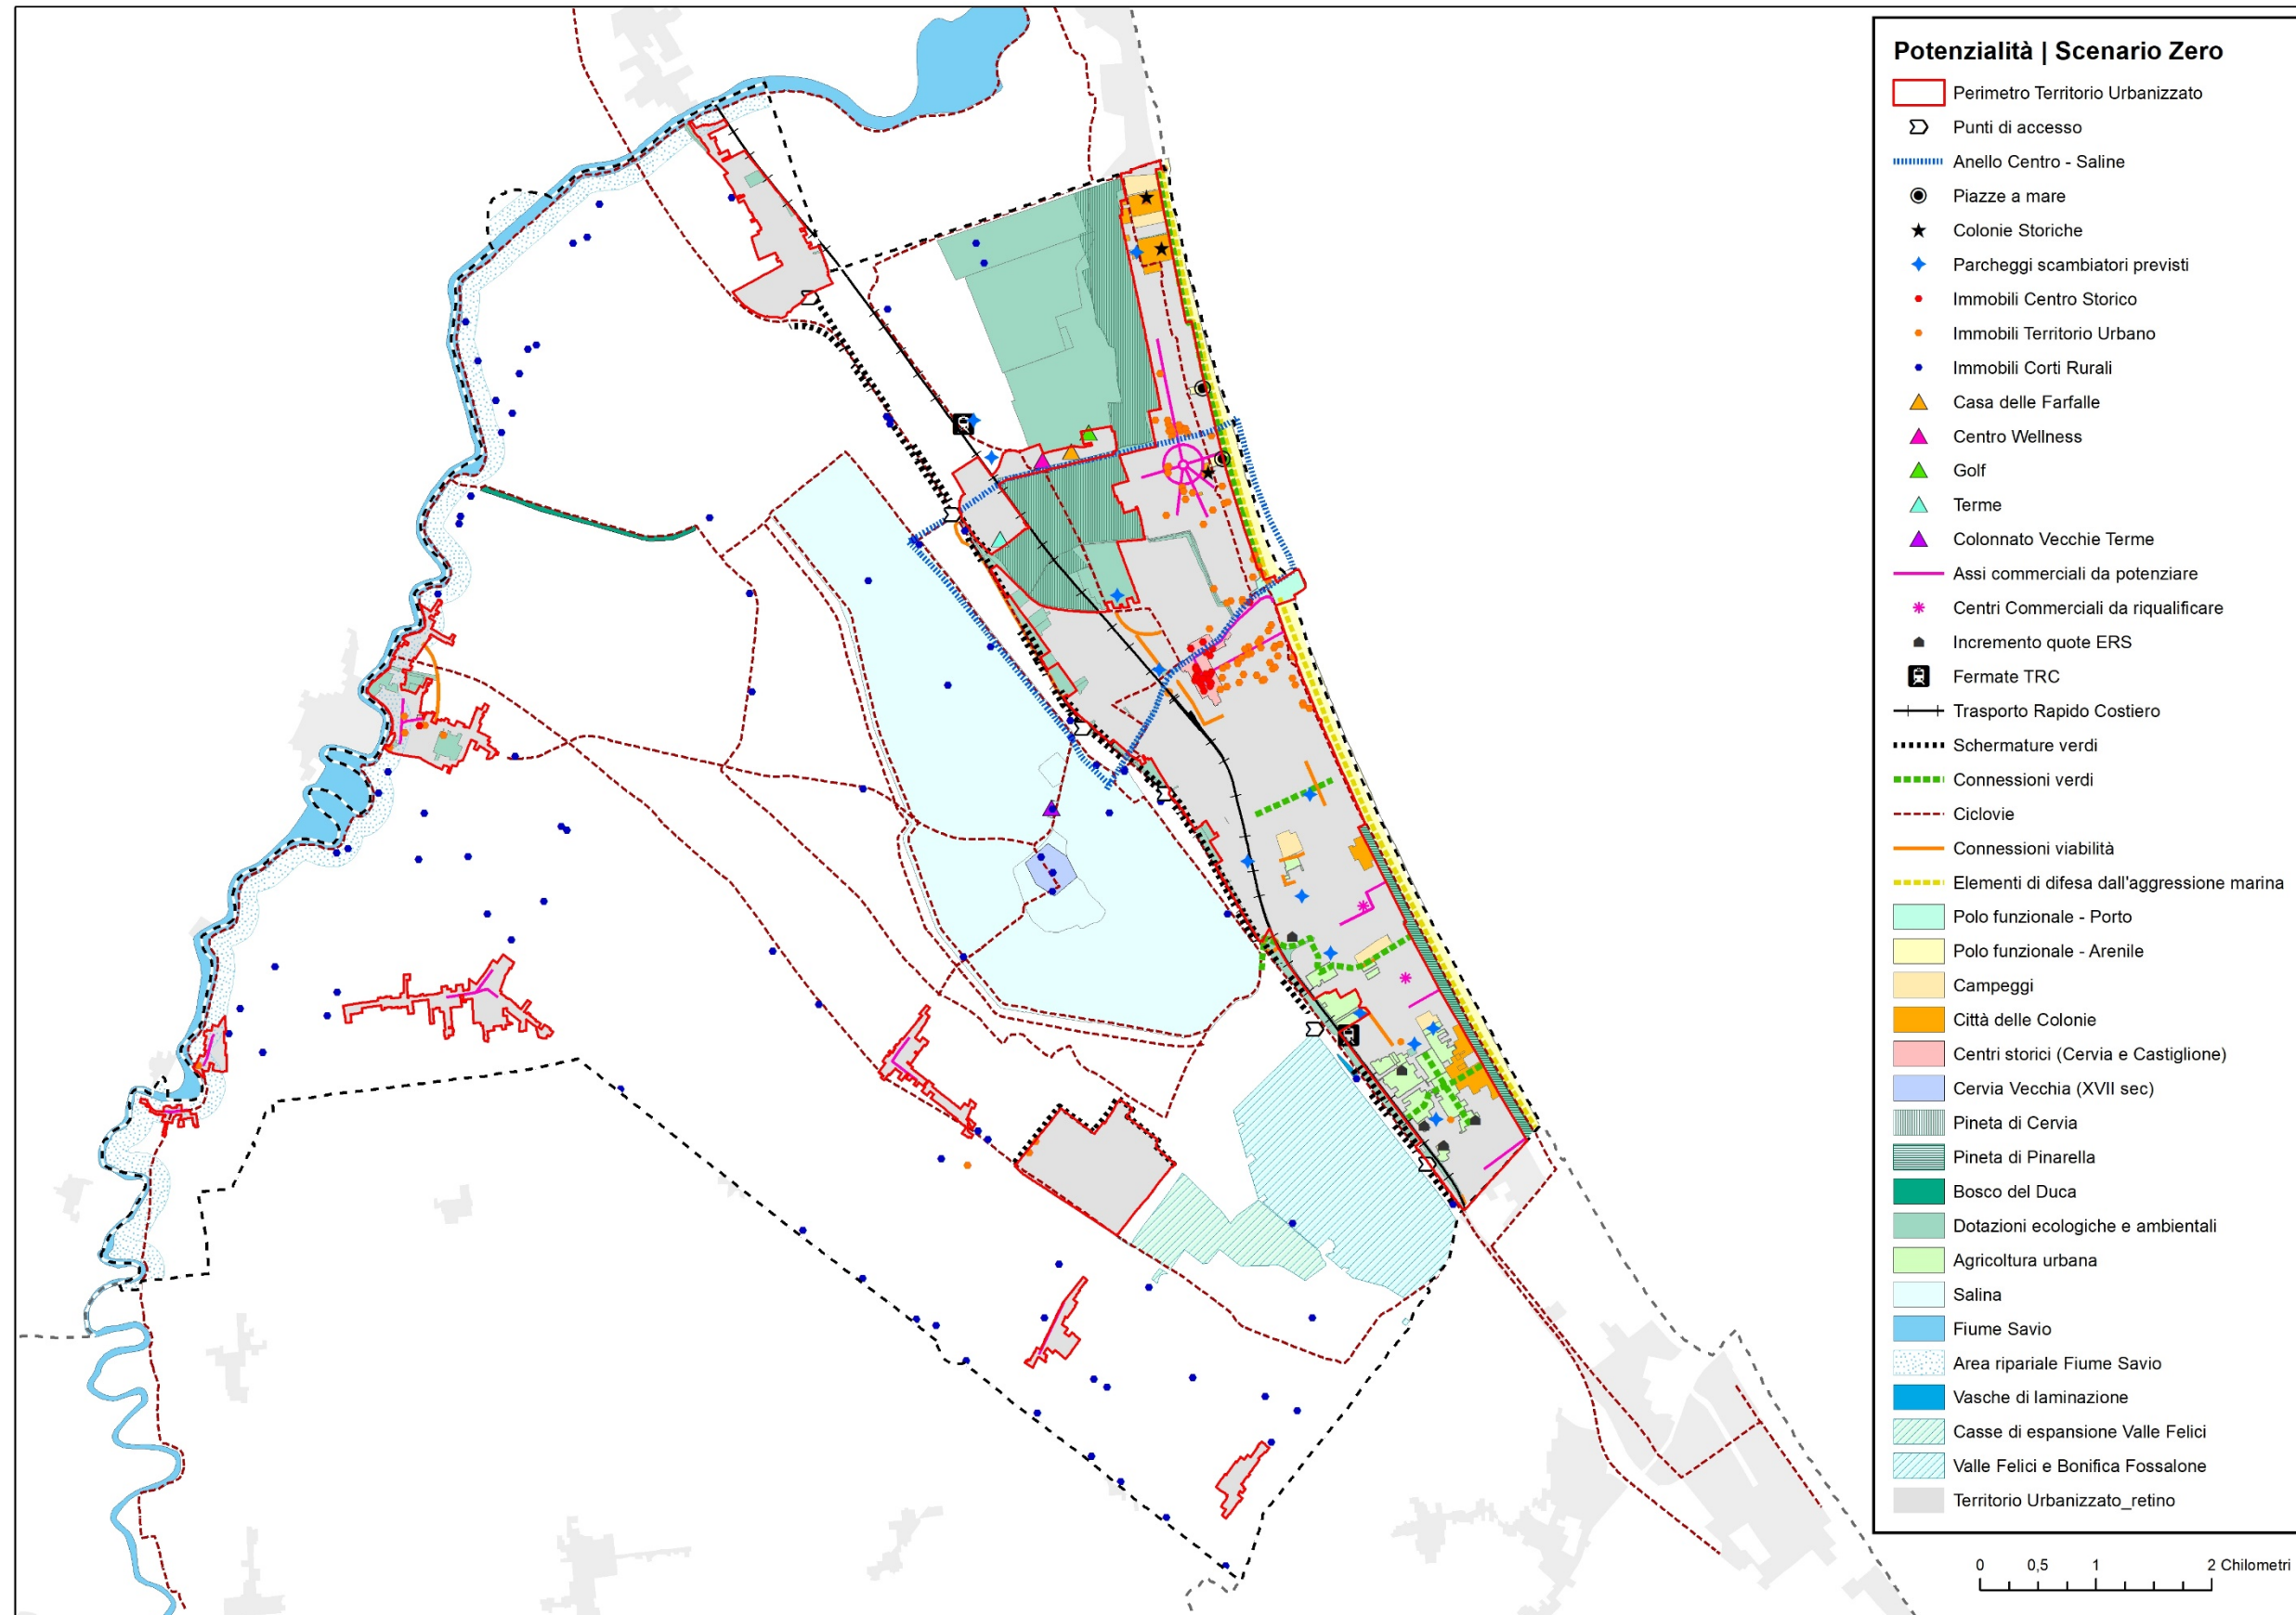 Potenzialità | Scenario Zero
Perimetro Territorio Urbanizzato
Punti di accesso
Anello Centro - Saline
Piazze a mare
Colonie Storiche
Parcheggi scambiatori previsti
Immobili Centro Storico
Immobili Territorio Urbano
Immobili Corti Rurali
Casa delle Farfalle
Centro Wellness
Golf
Terme
Colonnato Vecchie Terme
Assi commerciali da potenziare
Centri Commerciali da riqualificare
Incremento quote ERS
Fermate TRC
Trasporto Rapido Costiero
Schermature verdi
Connessioni verdi
Ciclovie
Connessioni viabilità
Elementi di difesa dall'aggressione marina
Polo funzionale - Porto
Polo funzionale - Arenile
Campeggi
Città delle Colonie
Centri storici (Cervia e Castiglione)
Cervia Vecchia (XVII sec)
Pineta di Cervia
Pineta di Pinarella
Bosco del Duca
Dotazioni ecologiche e ambientali
Agricoltura urbana
Salina
Fiume Savio
Area ripariale Fiume Savio
Vasche di laminazione
Casse di espansione Valle Felici
Valle Felici e Bonifica Fossalone
Territorio Urbanizzato_retino
0 0,5 1 2 Chilometri